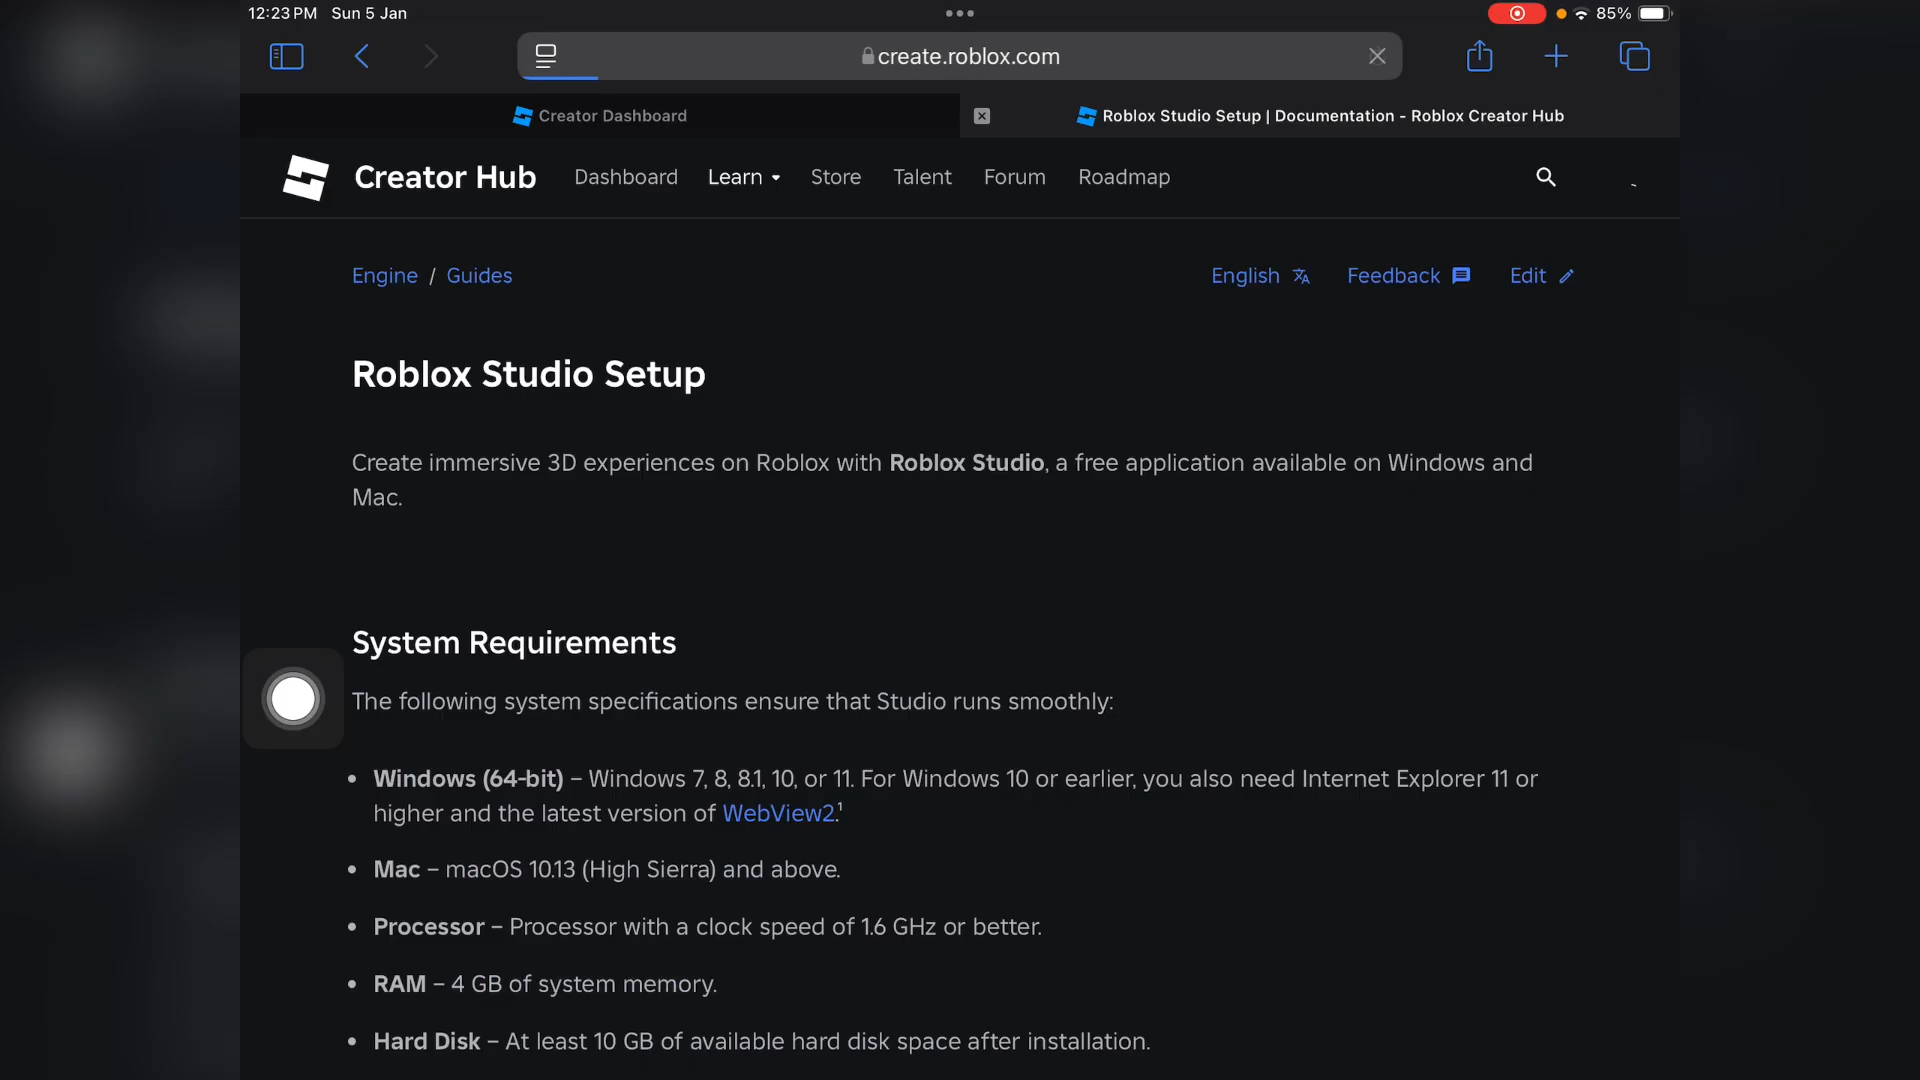 12:23 PM Sun 5 Jan
85%
create.roblox.com
Creator Dashboard
Roblox Studio Setup | Documentation - Roblox Creator Hub
Creator Hub Dashboard Learn Store Talent Forum Roadmap
Engine / Guides
English Feedback Edit
Roblox Studio Setup
Create immersive 3D experiences on Roblox with Roblox Studio, a free application available on Windows and
Mac.
System Requirements
The following system specifications ensure that Studio runs smoothly:
• Windows (64-bit) – Windows 7, 8, 8.1, 10, or 11. For Windows 10 or earlier, you also need Internet Explorer 11 or
higher and the latest version of WebView2.¹
• Mac – macOS 10.13 (High Sierra) and above.
• Processor – Processor with a clock speed of 1.6 GHz or better.
• RAM – 4 GB of system memory.
• Hard Disk – At least 10 GB of available hard disk space after installation.